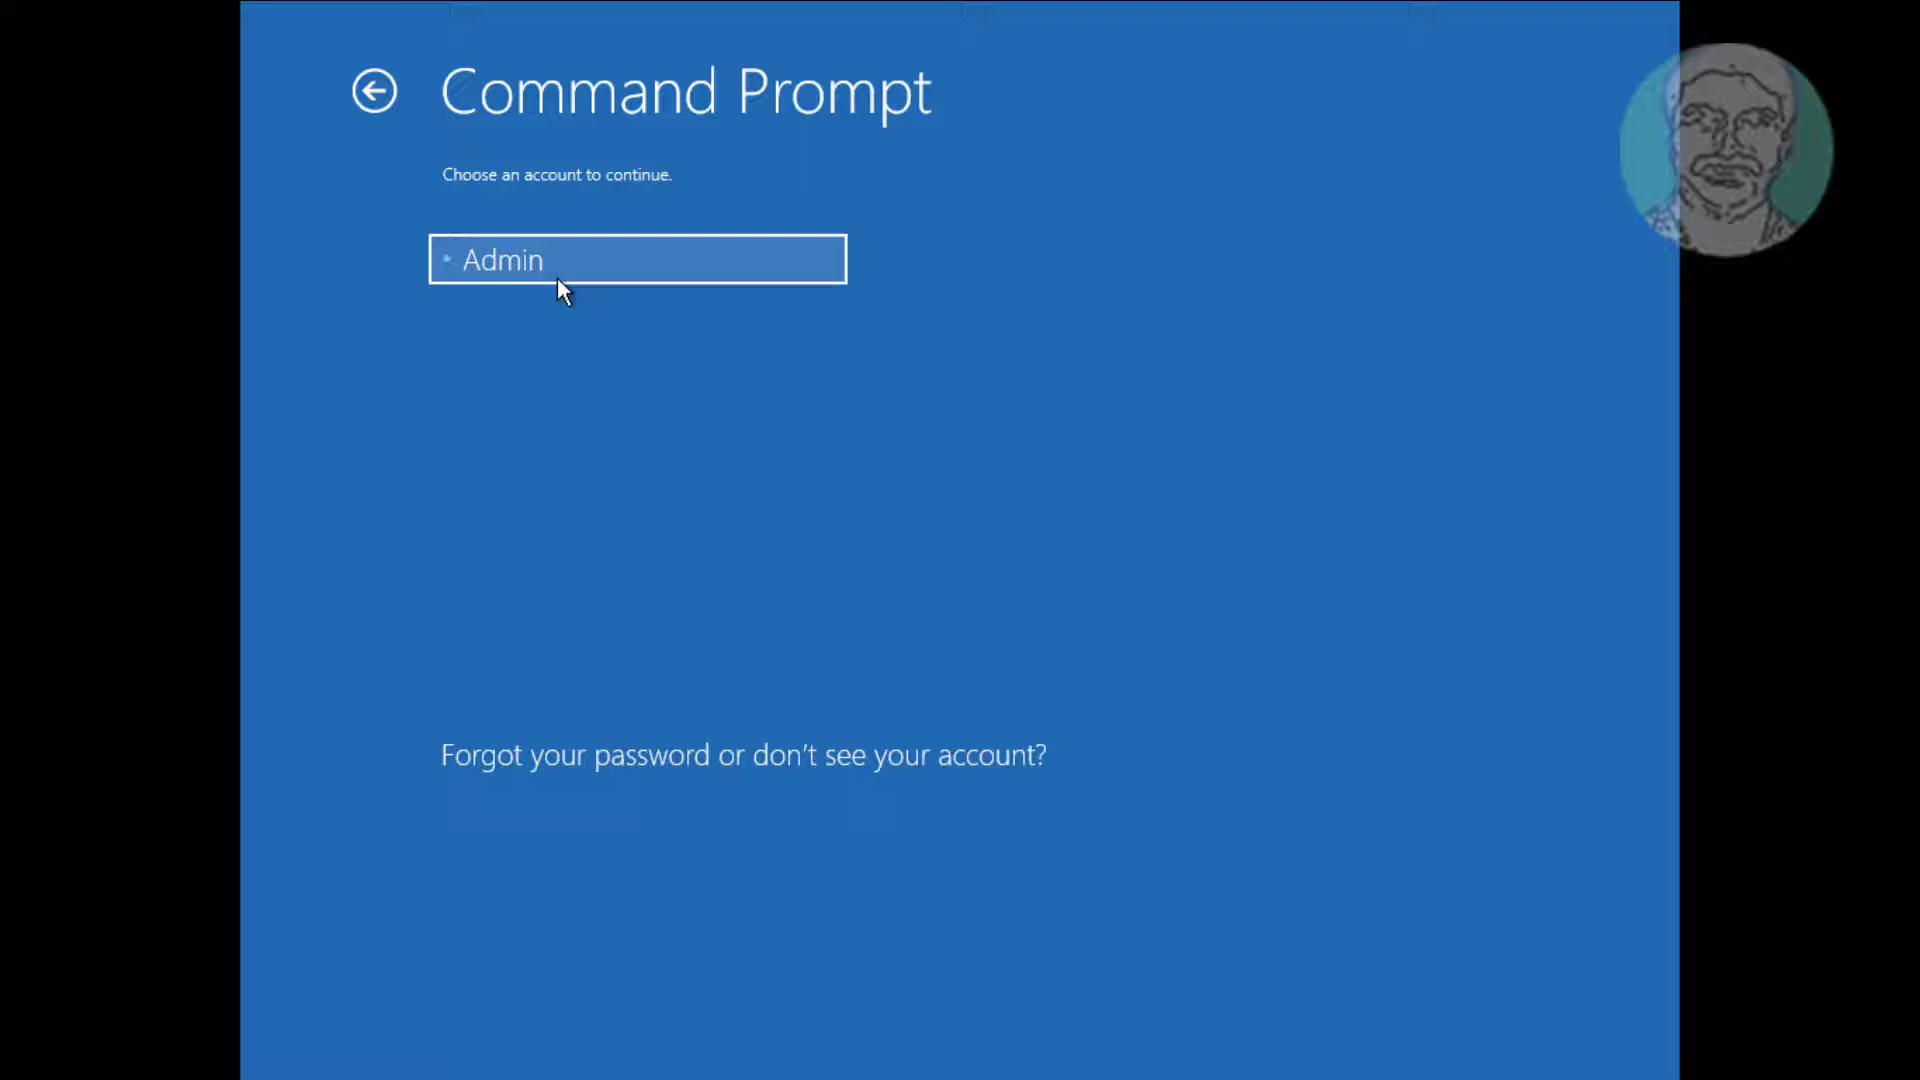 Command Prompt
Choose an account to continue.
Admin
Forgot your password or don't see your account?